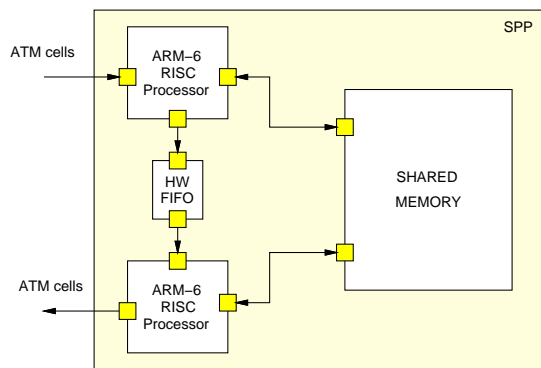 SPP
ATM cells
ARM−6
RISC
Processor
HW
FIFO
SHARED
MEMORY
ATM cells
ARM−6
RISC
Processor